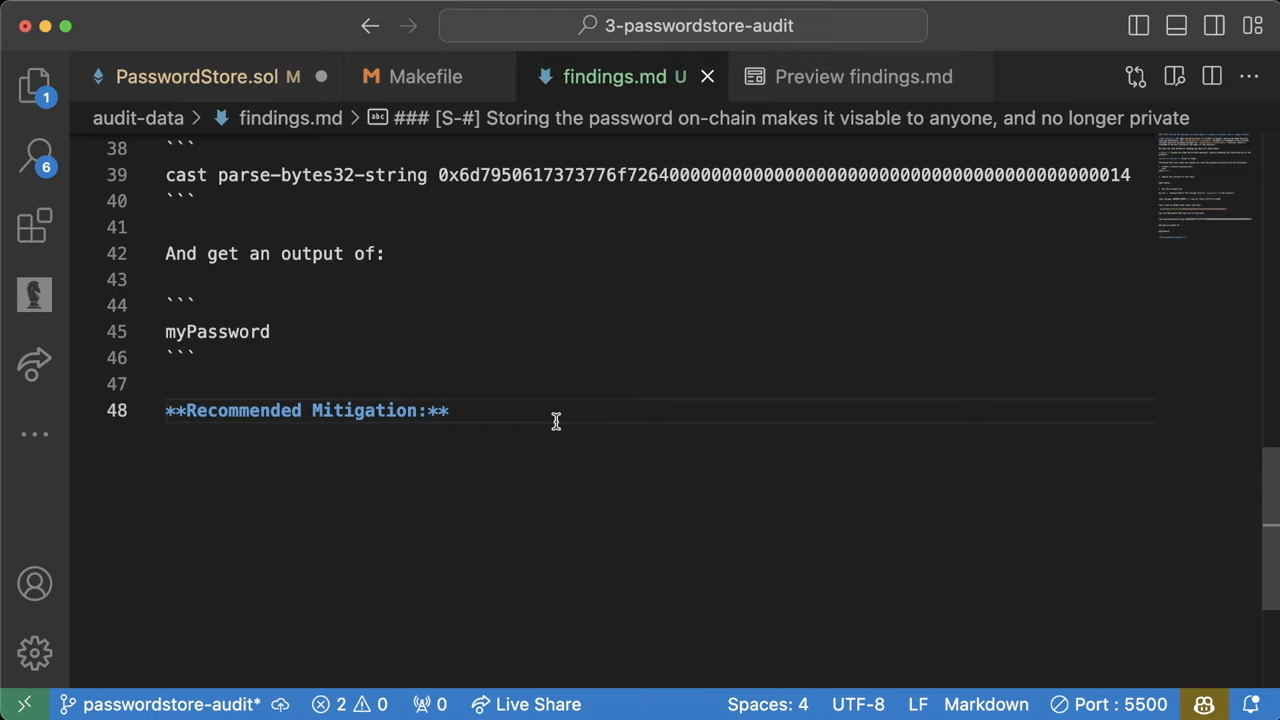 3-passwordstore-audit
PasswordStore.sol M
Makefile
findings.md U
Preview findings.md
audit-data > findings.md > ### [S-#] Storing the password on-chain makes it visable to anyone, and no longer private
38 ```
39 cast parse-bytes32-string 0x6d7950617373776f726400000000000000000000000000000000000000000014
40 ```
41
42 And get an output of:
43
44 ```
45 myPassword
46 ```
47
48 **Recommended Mitigation:**
1
6
passwordstore-audit* 2 0 0 Live Share Spaces: 4 UTF-8 LF Markdown Port : 5500